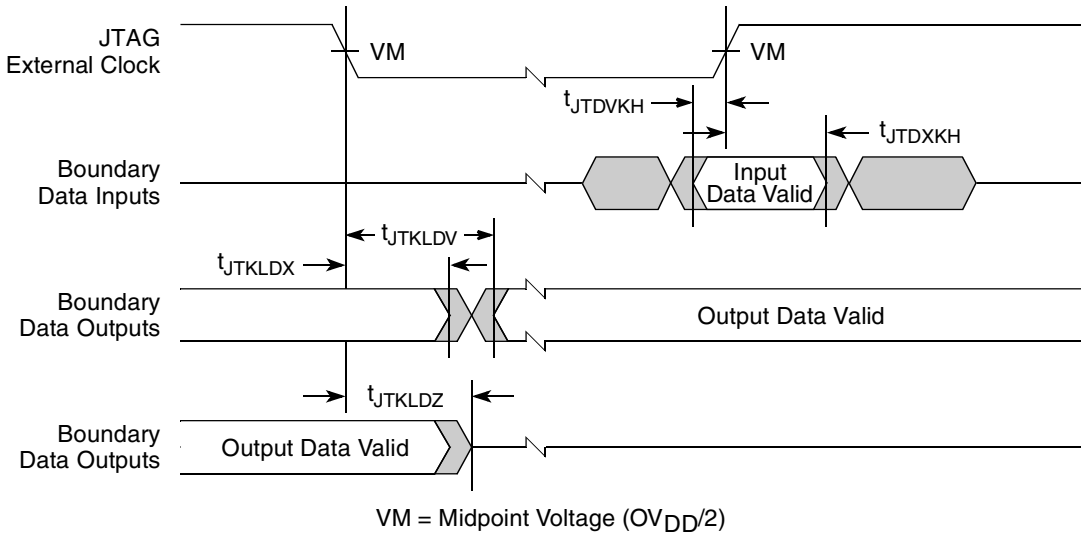 JTAG
External Clock
VM
VM
tJTDVKH
tJTDXKH
Boundary
Data Inputs
Input
Data Valid
tJTKLDV
tJTKLDX
Boundary
Data Outputs
Output Data Valid
tJTKLDZ
Boundary
Data Outputs
Output Data Valid
VM = Midpoint Voltage (OVDD/2)